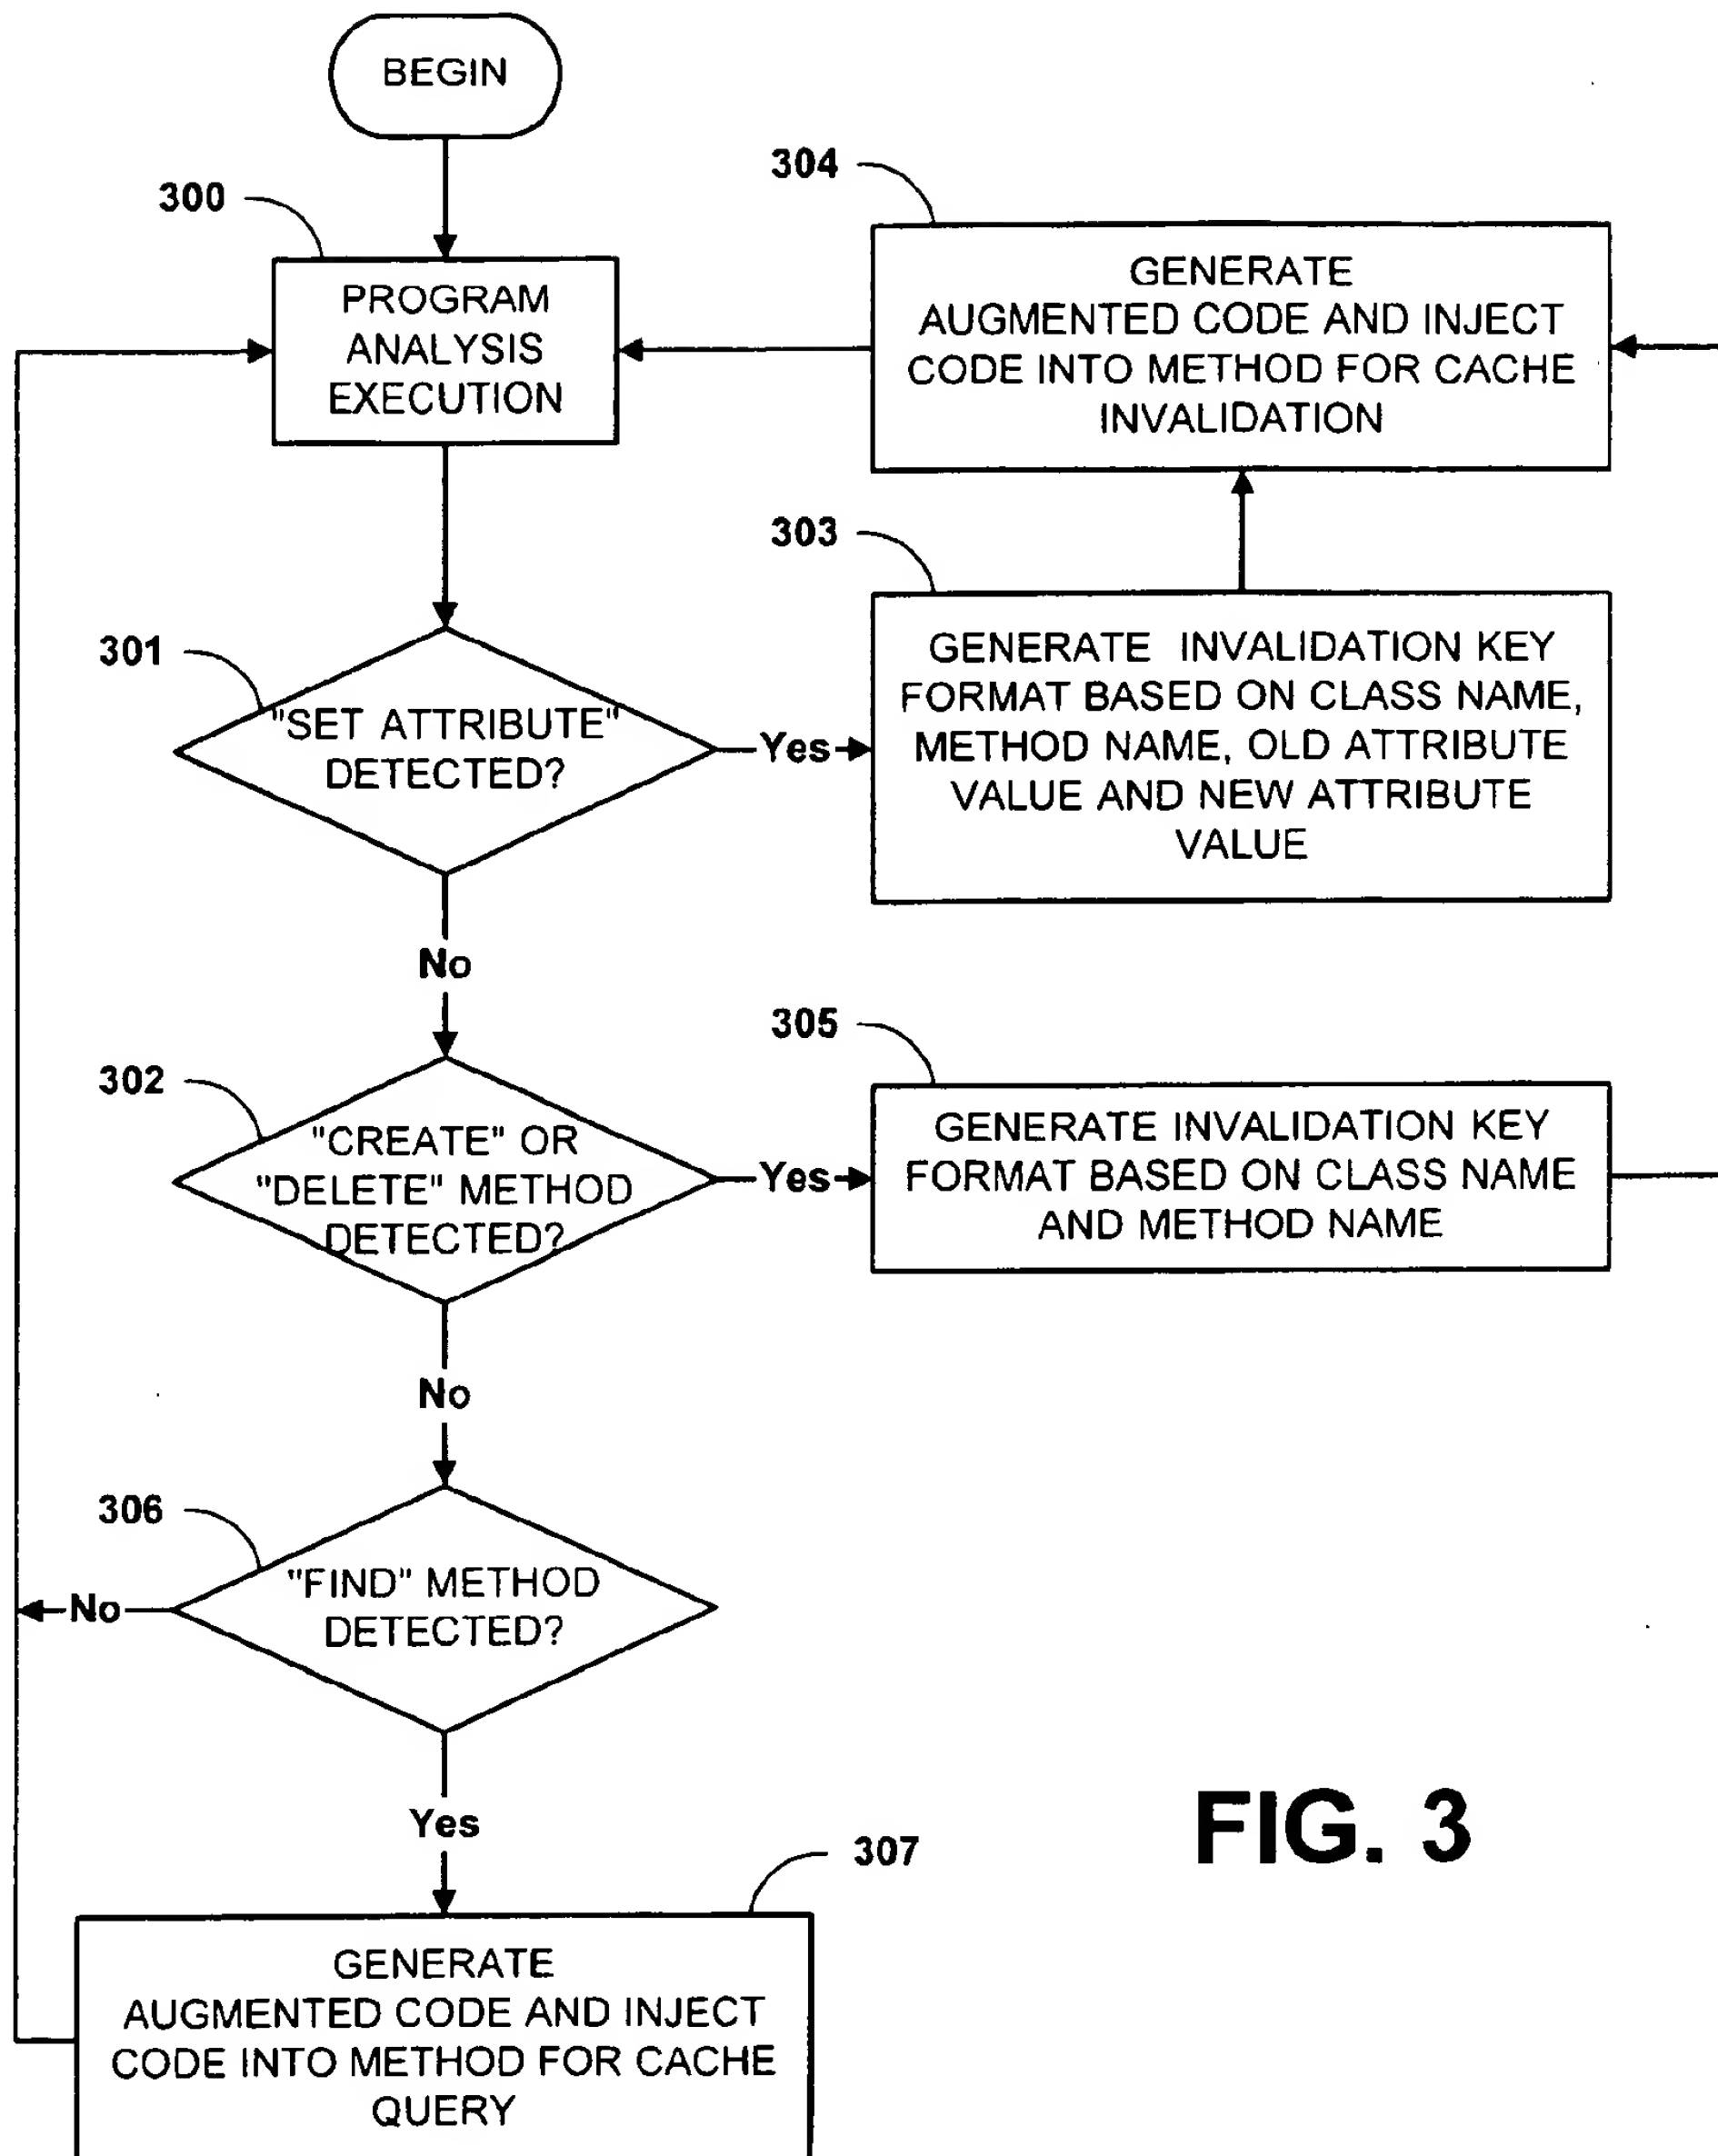 BEGIN
300
PROGRAM
ANALYSIS
EXECUTION
304
GENERATE
AUGMENTED CODE AND INJECT
CODE INTO METHOD FOR CACHE
INVALIDATION
301
"SET ATTRIBUTE"
DETECTED?
Yes
303
GENERATE INVALIDATION KEY
FORMAT BASED ON CLASS NAME,
METHOD NAME, OLD ATTRIBUTE
VALUE AND NEW ATTRIBUTE
VALUE
No
302
"CREATE" OR
"DELETE" METHOD
DETECTED?
Yes
305
GENERATE INVALIDATION KEY
FORMAT BASED ON CLASS NAME
AND METHOD NAME
No
306
"FIND" METHOD
DETECTED?
No
Yes
307
GENERATE
AUGMENTED CODE AND INJECT
CODE INTO METHOD FOR CACHE
QUERY
FIG. 3